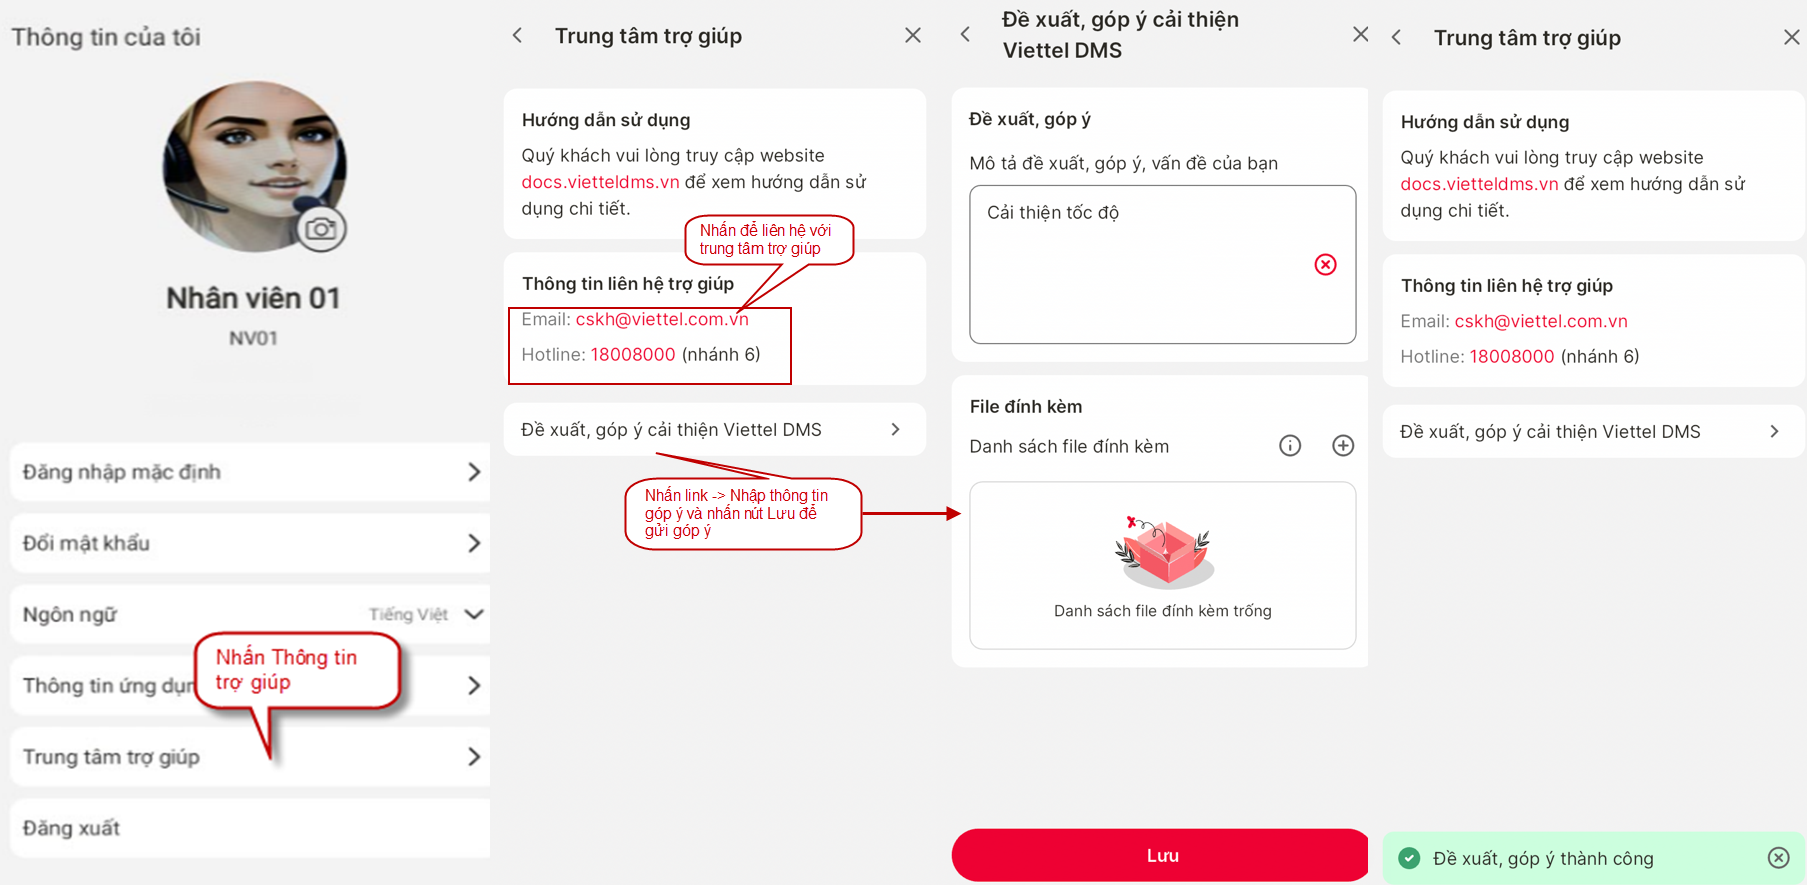 Thông tin của tôi
Nhân viên 01
NV01
Đăng nhập mặc định
Đổi mật khẩu
Ngôn ngữ
Tiếng Việt
Nhấn Thông tin
trợ giúp
Thông tin ứng dụn
Trung tâm trợ giúp
Đăng xuất
Trung tâm trợ giúp
Hướng dẫn sử dụng
Quý khách vui lòng truy cập website
docs.vietteldms.vn để xem hướng dẫn sử
dụng chi tiết.
Nhấn để liên hệ với
trung tâm trợ giúp
Thông tin liên hệ trợ giúp
Email: cskh@viettel.com.vn
Hotline: 18008000 (nhánh 6)
Đề xuất, góp ý cải thiện Viettel DMS
Nhấn link -> Nhập thông tin
góp ý và nhấn nút Lưu để
gửi góp ý
Đề xuất, góp ý cải thiện
Viettel DMS
Đề xuất, góp ý
Mô tả đề xuất, góp ý, vấn đề của bạn
Cải thiện tốc độ
File đính kèm
Danh sách file đính kèm
Danh sách file đính kèm trống
Lưu
Trung tâm trợ giúp
Hướng dẫn sử dụng
Quý khách vui lòng truy cập website
docs.vietteldms.vn để xem hướng dẫn sử
dụng chi tiết.
Thông tin liên hệ trợ giúp
Email: cskh@viettel.com.vn
Hotline: 18008000 (nhánh 6)
Đề xuất, góp ý cải thiện Viettel DMS
Đề xuất, góp ý thành công